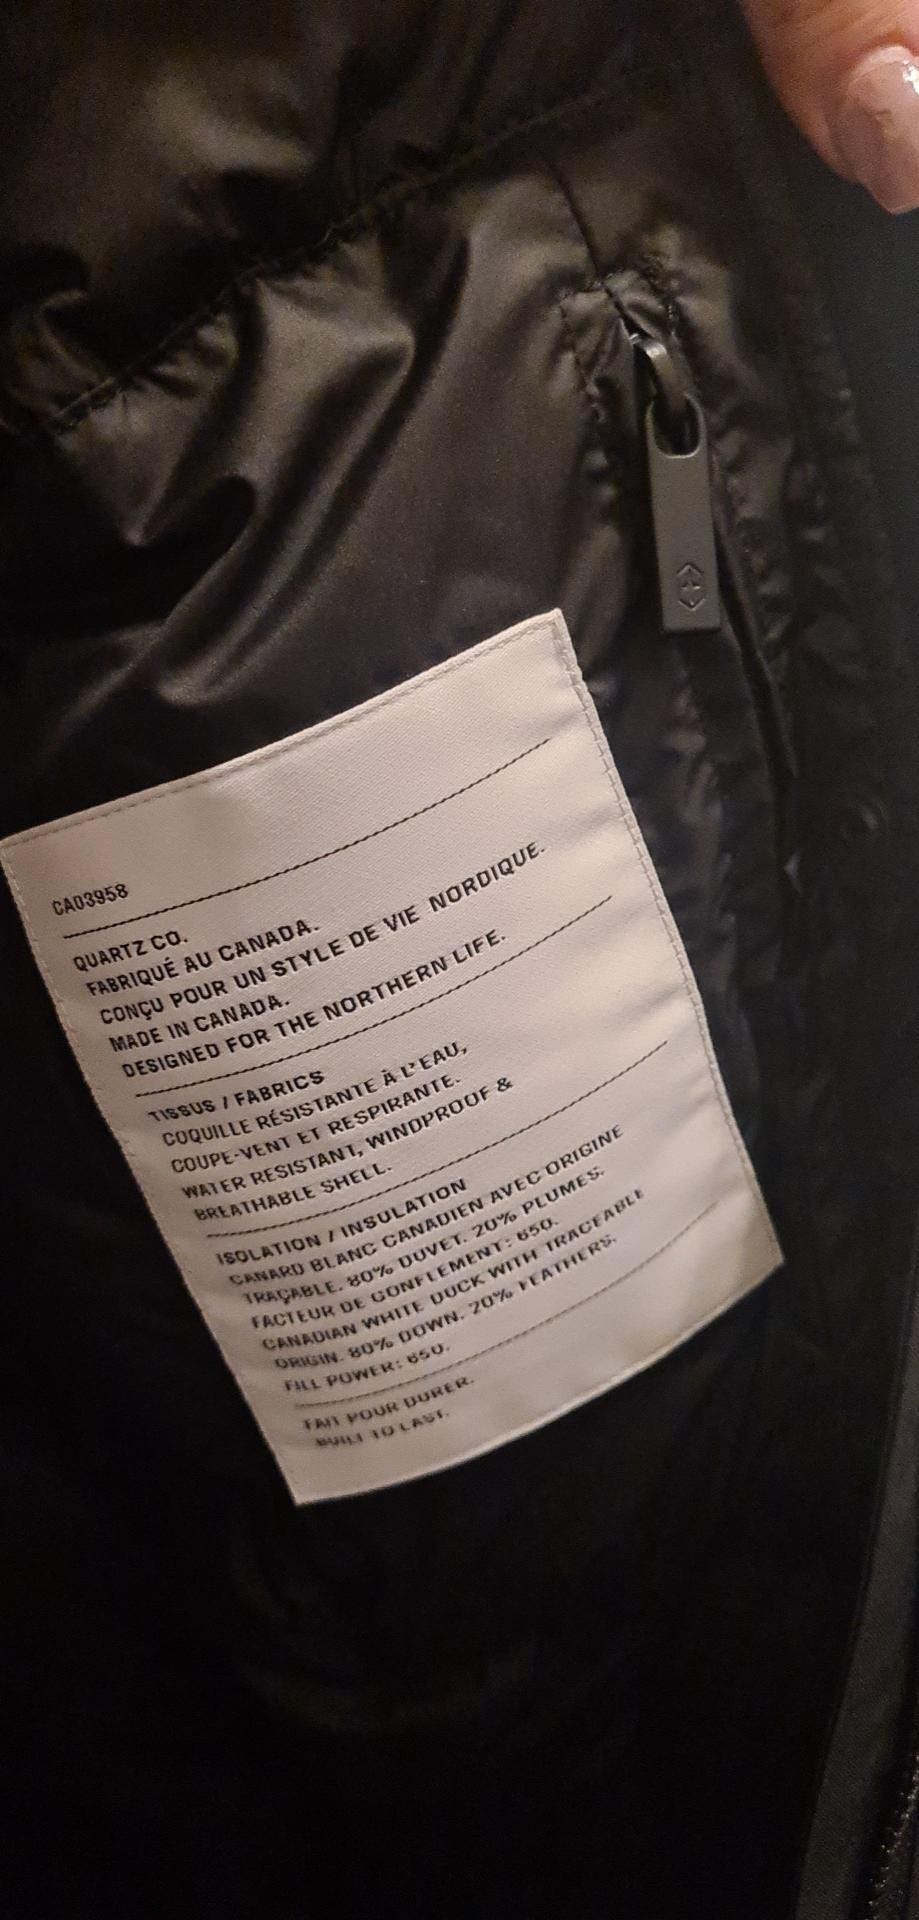 CA03958
QUARTZ CO.
FABRIQUÉ AU CANADA.
CONÇU POUR UN STYLE DE VIE NORDIQUE.
MADE IN CANADA.
DESIGNED FOR THE NORTHERN LIFE.
TISSUS / FABRICS
COQUILLE RÉSISTANTE À L'EAU,
COUPE-VENT ET RESPIRANTE.
WATER RESISTANT, WINDPROOF &
BREATHABLE SHELL.
ISOLATION / INSULATION
CANARD BLANC CANADIEN AVEC ORIGINE
TRAÇABLE. 80% DUVET. 20% PLUMES.
FACTEUR DE GONFLEMENT: 650.
CANADIAN WHITE DUCK WITH TRACEABLE
ORIGIN. 80% DOWN. 20% FEATHERS.
FILL POWER: 650.
FAIT POUR DURER.
BUILT TO LAST.